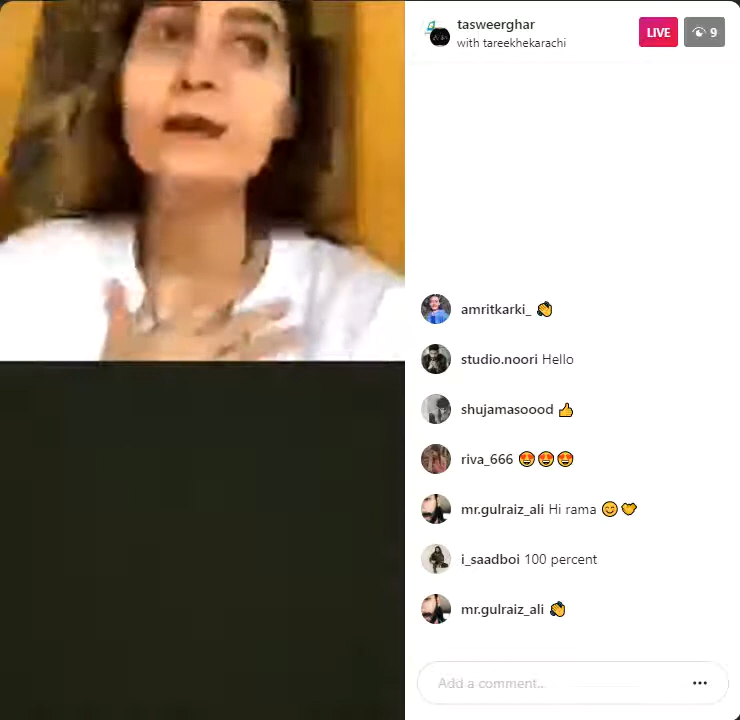 tasweerghar
with tareekhekarachi
LIVE
9
amritkarki_ 👏
studio.noori Hello
shujamasoood 👍
riva_666 🤩🤩🤩
mr.gulraiz_ali Hi rama 😊🤝
i_saadboi 100 percent
mr.gulraiz_ali 👏
Add a comment...